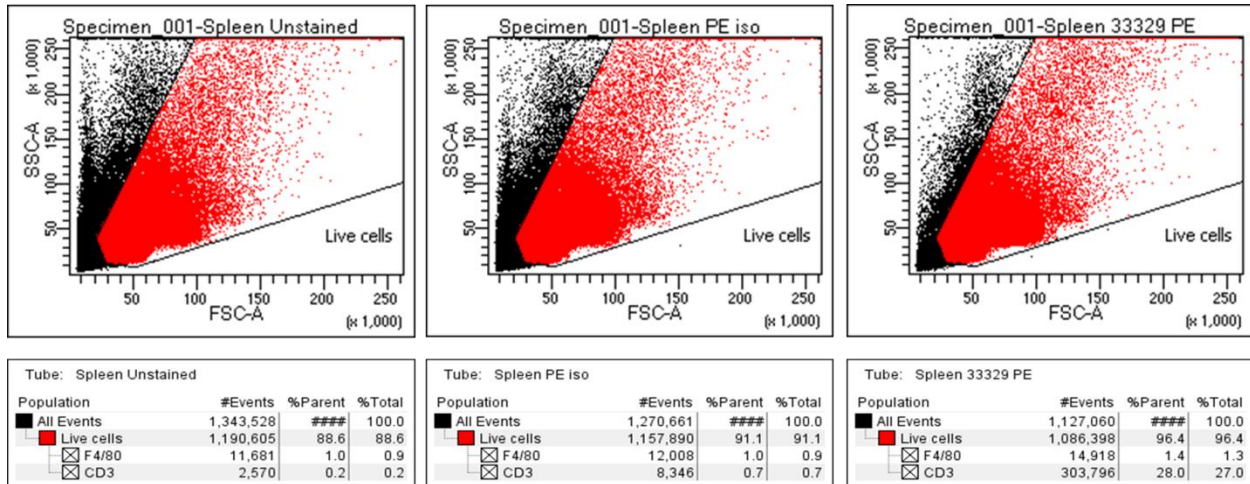 Specimen_001-Spleen Unstained
(x 1,000)
250
200
150
100
50
SSC-A
Live cells
50 100 150 200 250
FSC-A
(x 1,000)
Specimen_001-Spleen PE iso
(x 1,000)
250
200
150
100
50
SSC-A
Live cells
50 100 150 200 250
FSC-A
(x 1,000)
Specimen_001-Spleen 33329 PE
(x 1,000)
250
200
150
100
50
SSC-A
Live cells
50 100 150 200 250
FSC-A
(x 1,000)
Tube: Spleen Unstained
Population #Events %Parent %Total
All Events 1,343,528 #### 100.0
Live cells 1,190,605 88.6 88.6
F4/80 11,681 1.0 0.9
CD3 2,570 0.2 0.2
Tube: Spleen PE iso
Population #Events %Parent %Total
All Events 1,270,661 #### 100.0
Live cells 1,157,890 91.1 91.1
F4/80 12,008 1.0 0.9
CD3 8,346 0.7 0.7
Tube: Spleen 33329 PE
Population #Events %Parent %Total
All Events 1,127,060 #### 100.0
Live cells 1,086,398 96.4 96.4
F4/80 14,918 1.4 1.3
CD3 303,796 28.0 27.0